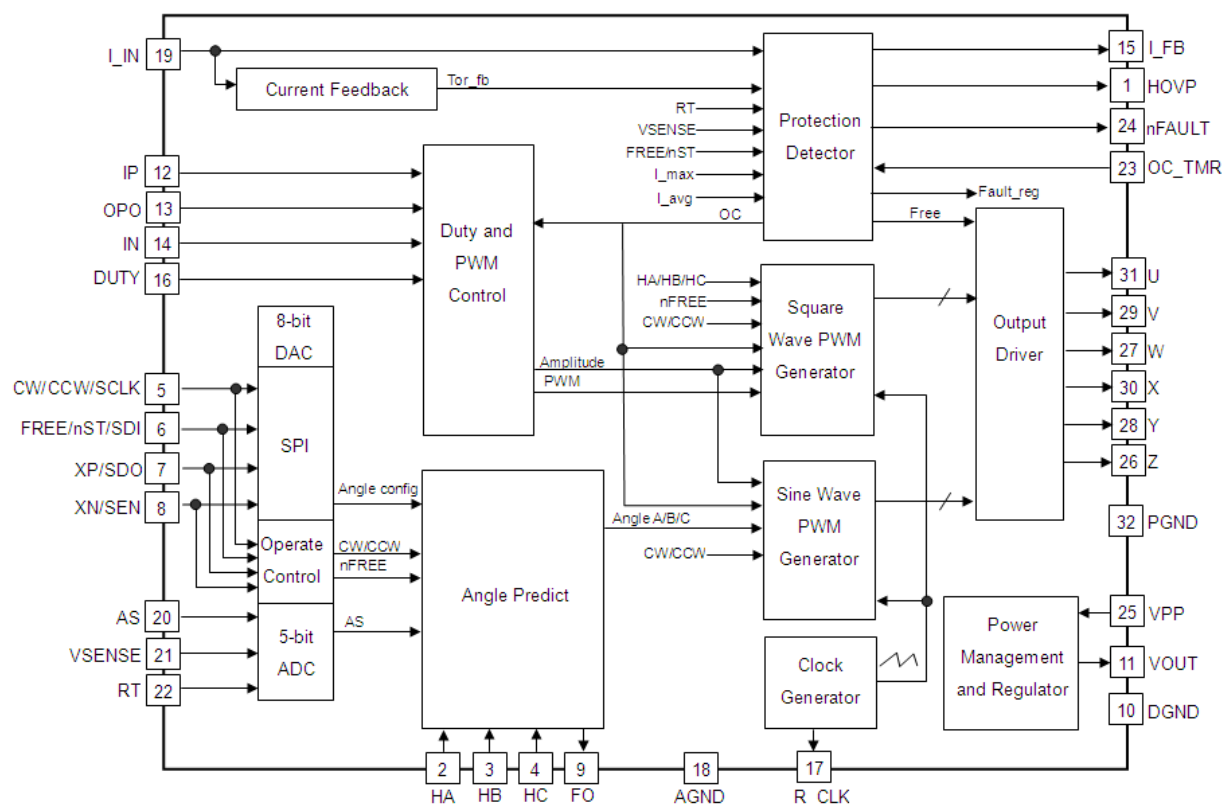 I_IN
19
Current Feedback
Tor_fb
RT
VSENSE
FREE/nST
I_max
I_avg
OC
Protection
Detector
15
I_FB
1
HOVP
24
nFAULT
23
OC_TMR
Fault_reg
Free
IP
12
OPO
13
IN
14
DUTY
16
Duty and
PWM
Control
Amplitude
PWM
HA/HB/HC
nFREE
CW/CCW
Square
Wave PWM
Generator
Output
Driver
31
U
29
V
27
W
30
X
28
Y
26
Z
32
PGND
8-bit
DAC
SPI
Operate
Control
5-bit
ADC
CW/CCW/SCLK
5
FREE/nST/SDI
6
XP/SDO
7
XN/SEN
8
AS
20
VSENSE
21
RT
22
Angle config
CW/CCW
nFREE
AS
Angle Predict
Angle A/B/C
CW/CCW
Sine Wave
PWM
Generator
Clock
Generator
Power
Management
and Regulator
25
VPP
11
VOUT
10
DGND
2
HA
3
HB
4
HC
9
FO
18
AGND
17
R_CLK